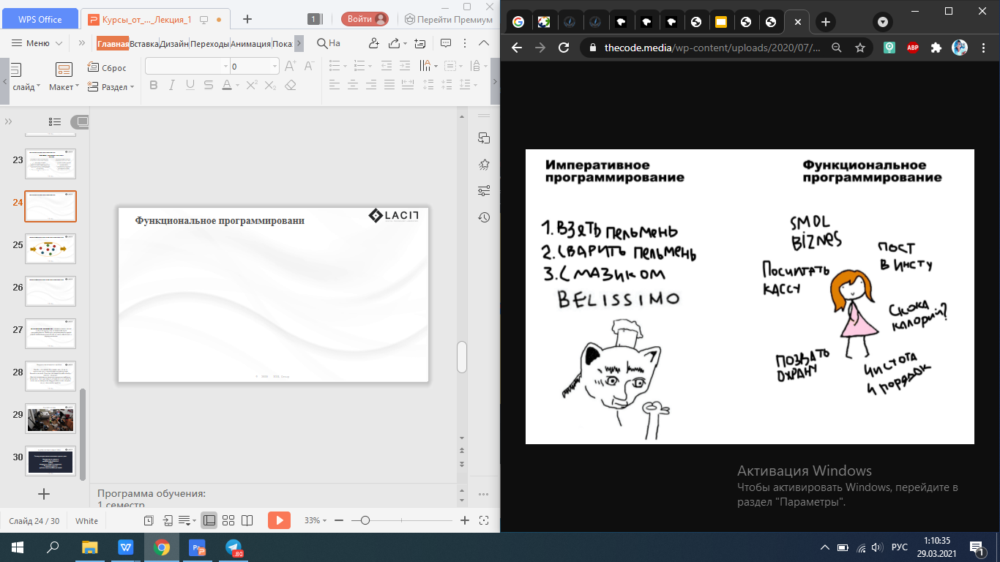 WPS Office
Курсы_от_..._Лекция_1
1
Войти
Перейти Премиум
Меню
Главная
Вставка
Дизайн
Переходы
Анимация
Пока
На
слайд
Макет
Сброс
Раздел
0
A+
A-
B I U S A X² X₂
23
24
25
26
27
28
29
30
Функциональное программировани
LACIT
Программа обучения:
1 семестр
Слайд 24 / 30
White
33%
thecode.media/wp-content/uploads/2020/07/...
ABP
Императивное
программирование
1. ВЗЯТЬ ПЕЛЬМЕНЬ
2. СВАРИТЬ ПЕЛЬМЕНЬ
3. С МАЗИКОМ
BELISSIMO
Функциональное
программирование
SMOL
BIZNES
ПОСТ
В ИНСТУ
ПОСЧИТАТЬ
КАССУ
СКОКА
КАЛОРИЙ?
ПОЗВАТЬ
ОХРАНУ
ЧИСТОТА
И ПОРЯДОК
Активация Windows
Чтобы активировать Windows, перейдите в
раздел "Параметры".
80
РУС
1:10:35
29.03.2021
1